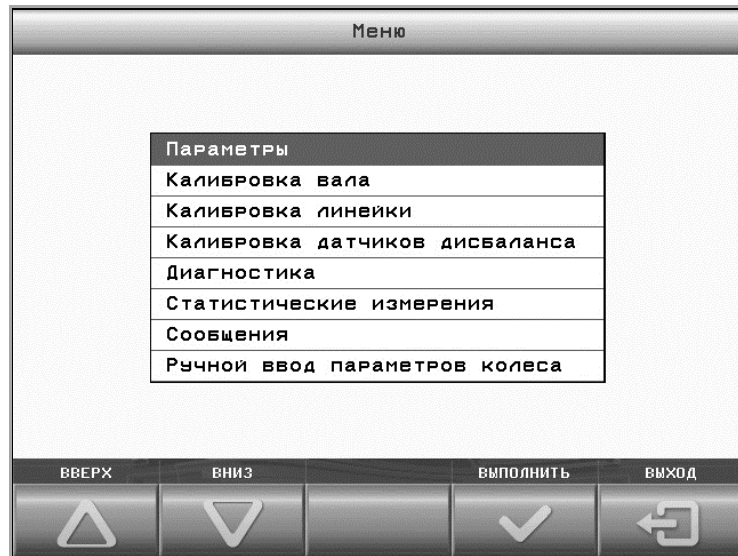 Меню
Параметры
Калибровка вала
Калибровка линейки
Калибровка датчиков дисбаланса
Диагностика
Статистические измерения
Сообщения
Ручной ввод параметров колеса
ВВЕРХ ВНИЗ ВЫПОЛНИТЬ ВЫХОД